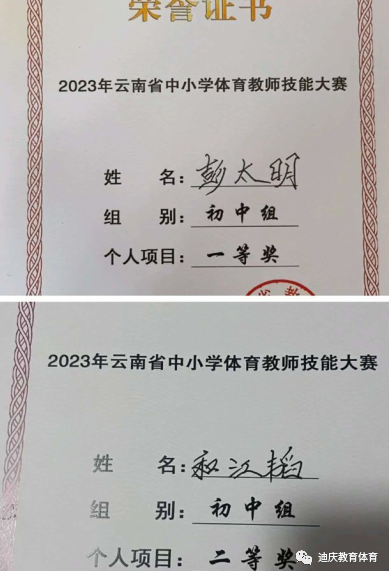 荣誉证书
2023年云南省中小学体育教师技能大赛
姓 名：彭太明
组 别：初中组
个人项目：一等奖
2023年云南省中小学体育教师技能大赛
姓 名：和江韬
组 别：初中组
个人项目：二等奖
迪庆教育体育